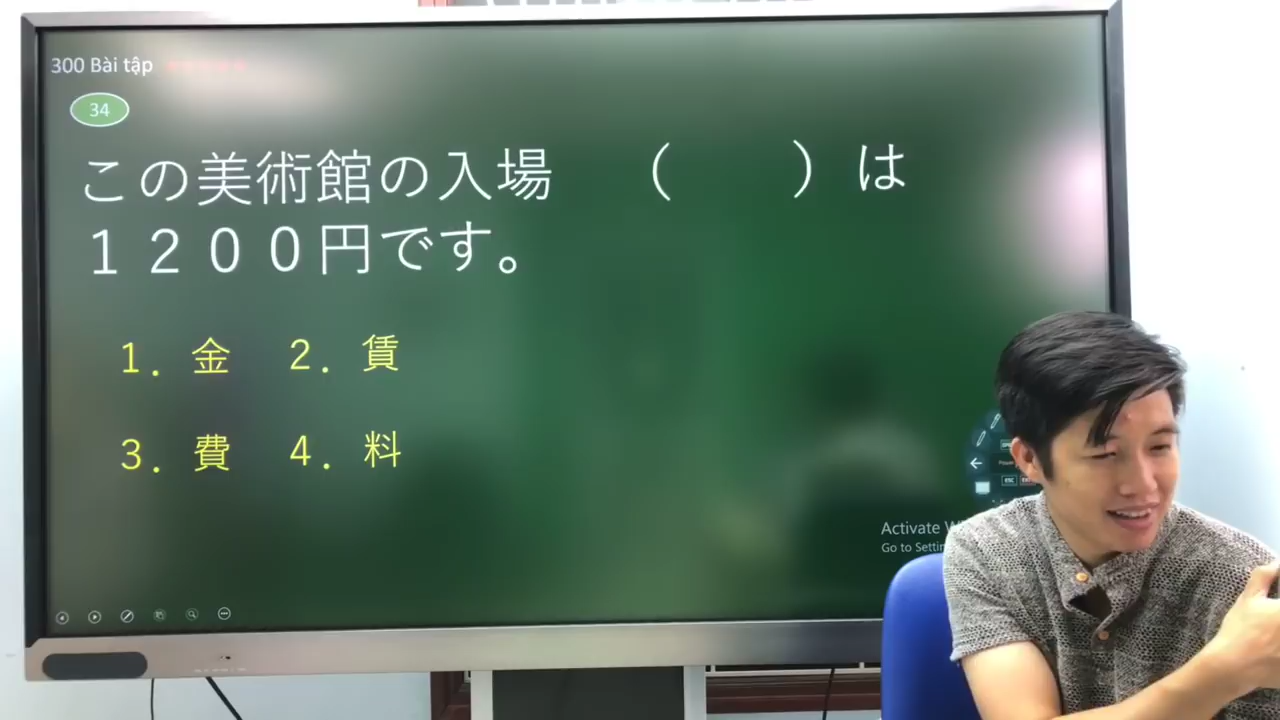 300 Bài tập
34
この美術館の入場　（　　）は
１２００円です。
1．金　2．賃
3．費　4．料
Activate
Go to Settin
ESC